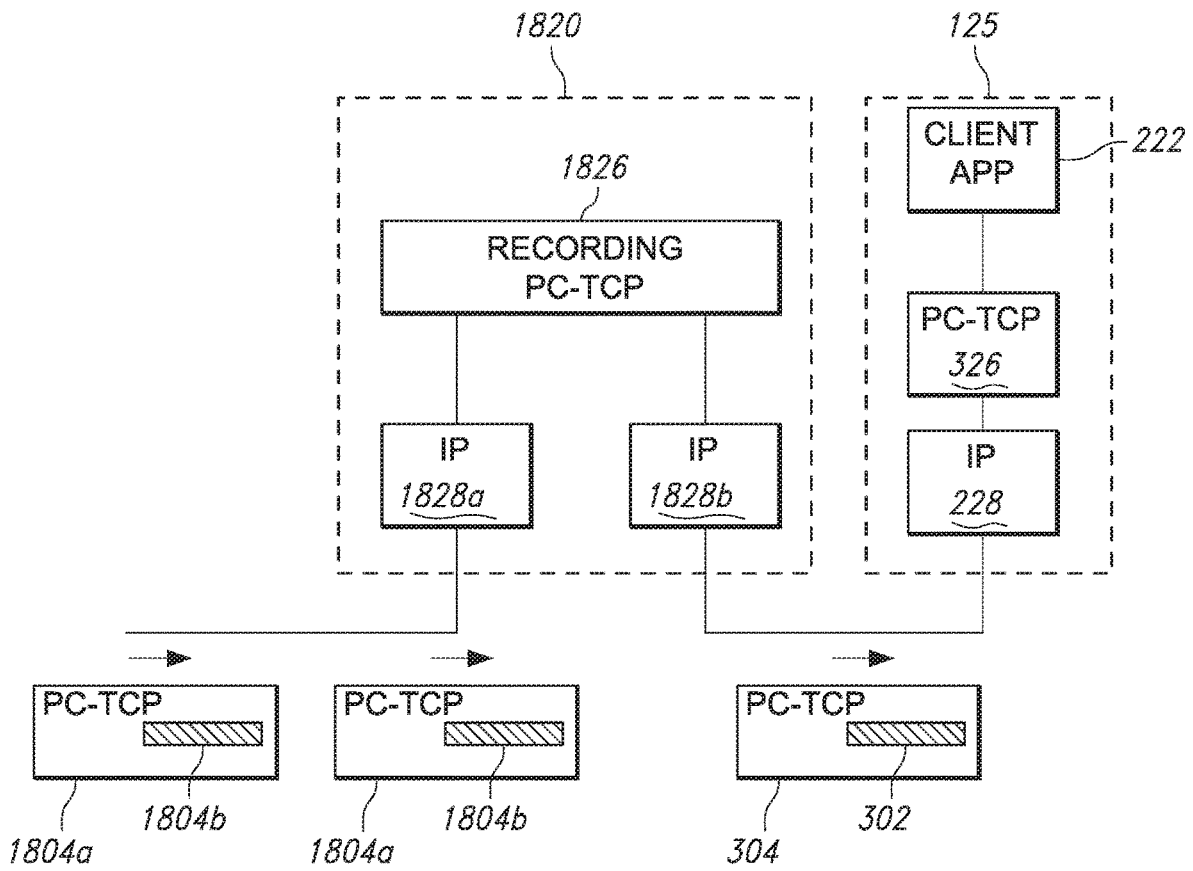 1820
125
CLIENT
APP
222
1826
RECORDING
PC-TCP
PC-TCP
326
IP
1828a
IP
1828b
IP
228
PC-TCP
PC-TCP
PC-TCP
1804b
1804b
302
1804a
1804a
304